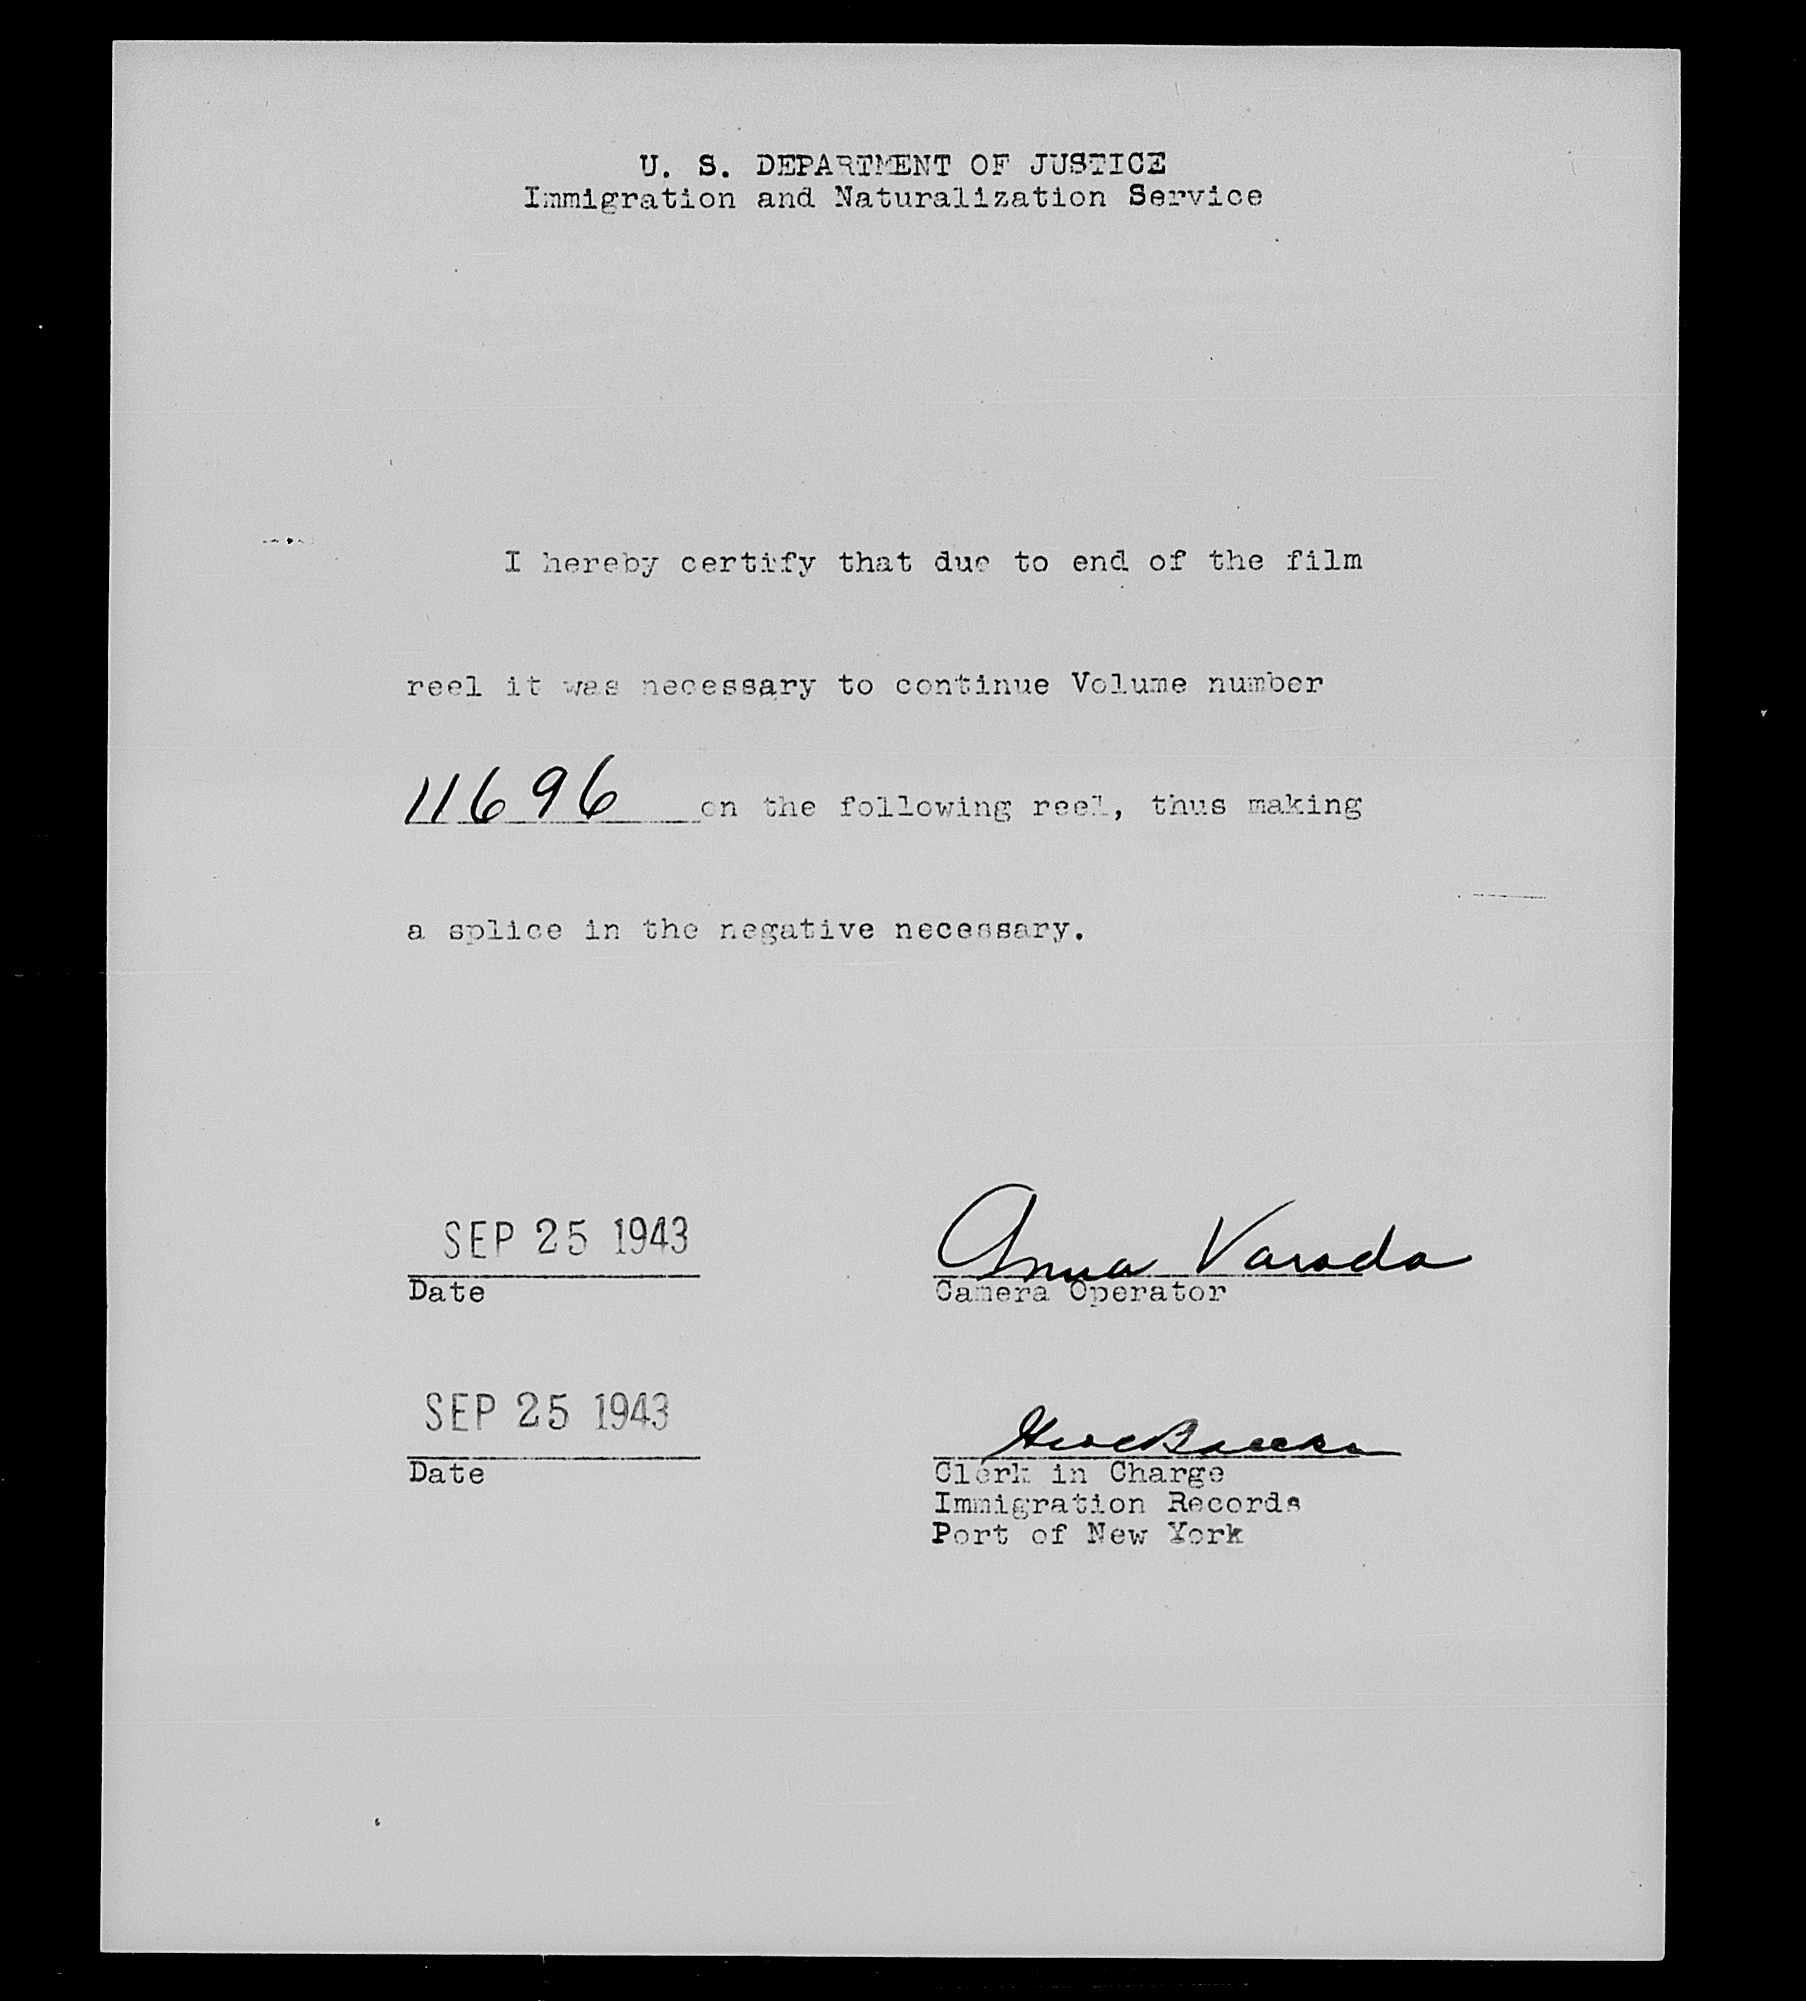 U. S. DEPARTMENT OF JUSTICE
Immigration and Naturalization Service
I hereby certify that due to end of the film
reel it was necessary to continue Volume number
11696 on the following reel, thus making
a splice in the negative necessary.
SEP 25 1943
Date
Anna Varada
Camera Operator
SEP 25 1943
Date
Clerk in Charge
Immigration Records
Port of New York